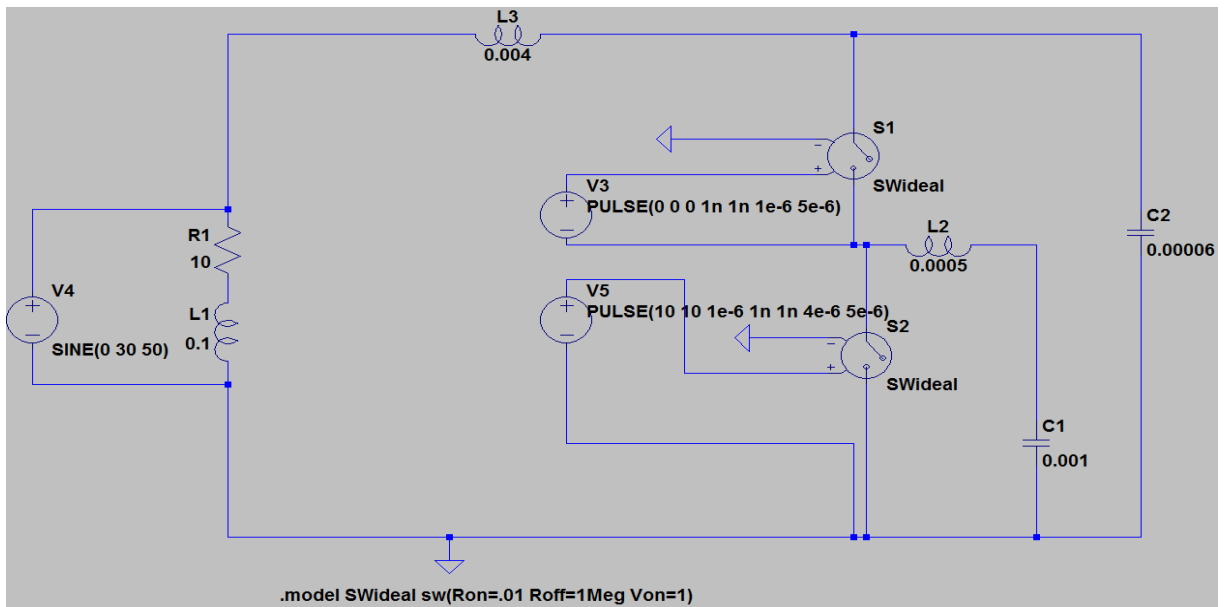 L3
0.004
S1
SWideal
V3
PULSE(0 0 0 1n 1n 1e-6 5e-6)
C2
0.00006
R1
10
L2
0.0005
V4
SINE(0 30 50)
L1
0.1
V5
PULSE(10 10 1e-6 1n 1n 4e-6 5e-6)
S2
SWideal
C1
0.001
.model SWideal sw(Ron=.01 Roff=1Meg Von=1)